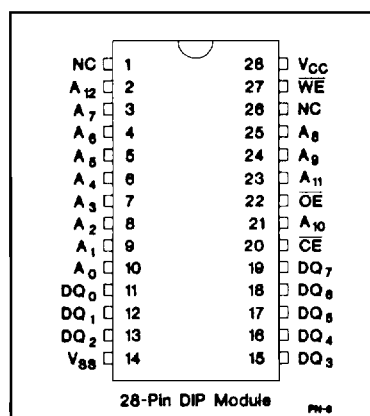 NC 1 28 VCC
A12 2 27 W̅E̅
A7 3 26 NC
A6 4 25 A8
A5 5 24 A9
A4 6 23 A11
A3 7 22 O̅E̅
A2 8 21 A10
A1 9 20 C̅E̅
A0 10 19 DQ7
DQ0 11 18 DQ6
DQ1 12 17 DQ5
DQ2 13 16 DQ4
VSS 14 15 DQ3
28-Pin DIP Module
PN-6